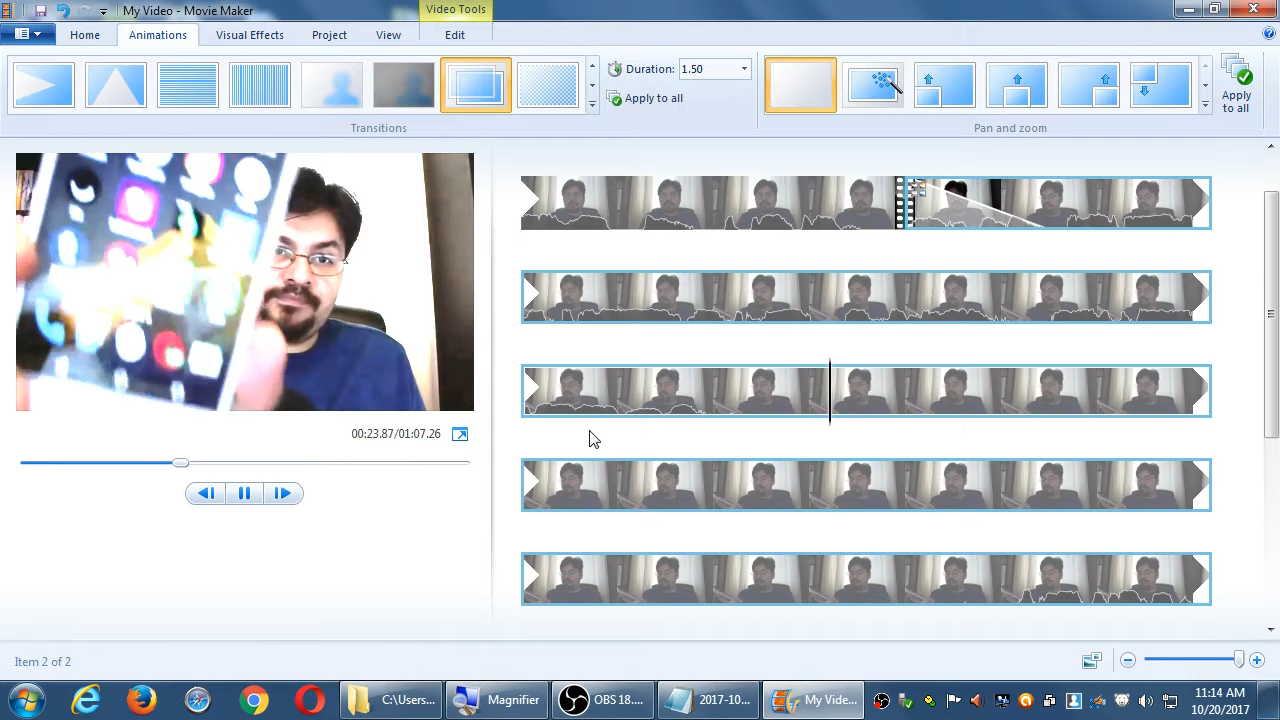 My Video - Movie Maker
Video Tools
Home
Animations
Visual Effects
Project
View
Edit
Duration: 1.50
Apply to all
Apply
to all
Transitions
Pan and zoom
00:23.87/01:07.26
Item 2 of 2
C:\Users...
Magnifier
OBS 18....
2017-10...
My Vide...
11:14 AM
10/20/2017